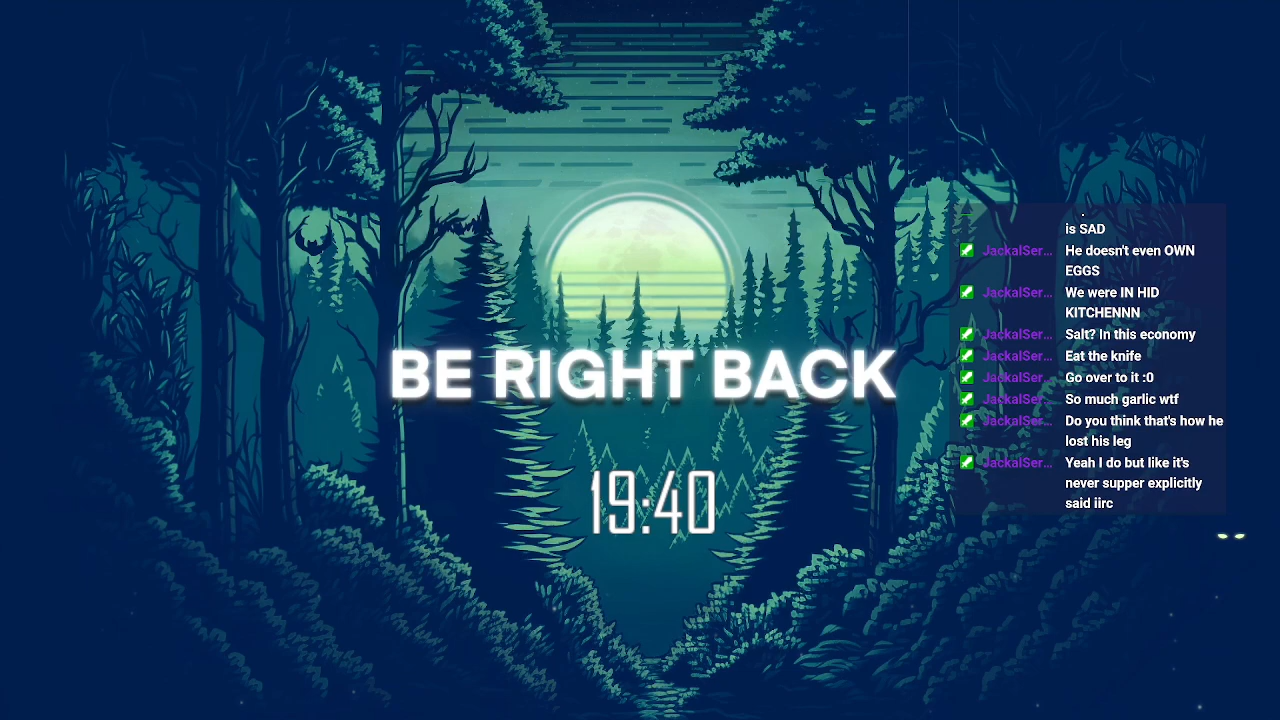 is SAD
JackalSer... He doesn't even OWN
EGGS
JackalSer... We were IN HID
KITCHENNN
JackalSer... Salt? In this economy
JackalSer... Eat the knife
JackalSer... Go over to it :0
JackalSer... So much garlic wtf
JackalSer... Do you think that's how he
lost his leg
JackalSer... Yeah I do but like it's
never supper explicitly
said iirc
BE RIGHT BACK
19:40